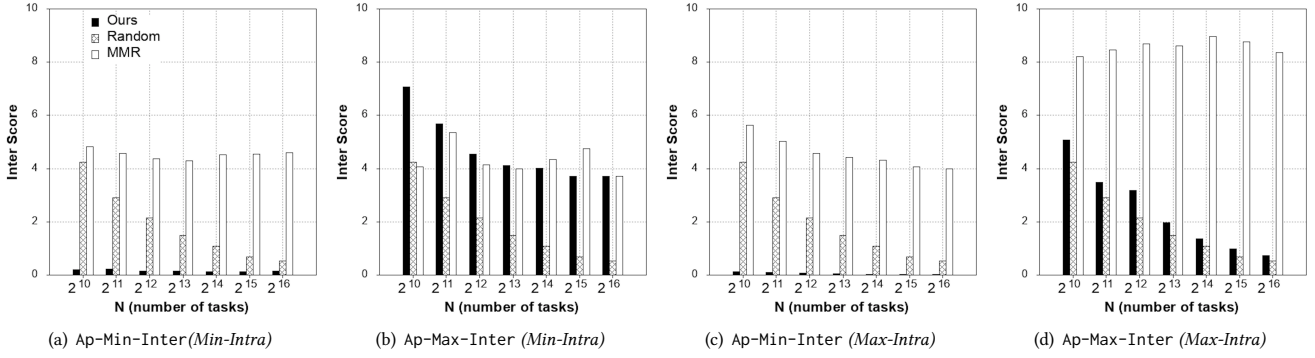 10
8
6
4
2
0
Inter Score
Ours
Random
MMR
2^10 2^11 2^12 2^13 2^14 2^15 2^16
N (number of tasks)
(a) Ap-Min-Inter(Min-Intra)
10
8
6
4
2
0
Inter Score
2^10 2^11 2^12 2^13 2^14 2^15 2^16
N (number of tasks)
(b) Ap-Max-Inter (Min-Intra)
10
8
6
4
2
0
Inter Score
2^10 2^11 2^12 2^13 2^14 2^15 2^16
N (number of tasks)
(c) Ap-Min-Inter (Max-Intra)
10
8
6
4
2
0
Inter Score
2^10 2^11 2^12 2^13 2^14 2^15 2^16
N (number of tasks)
(d) Ap-Max-Inter (Max-Intra)